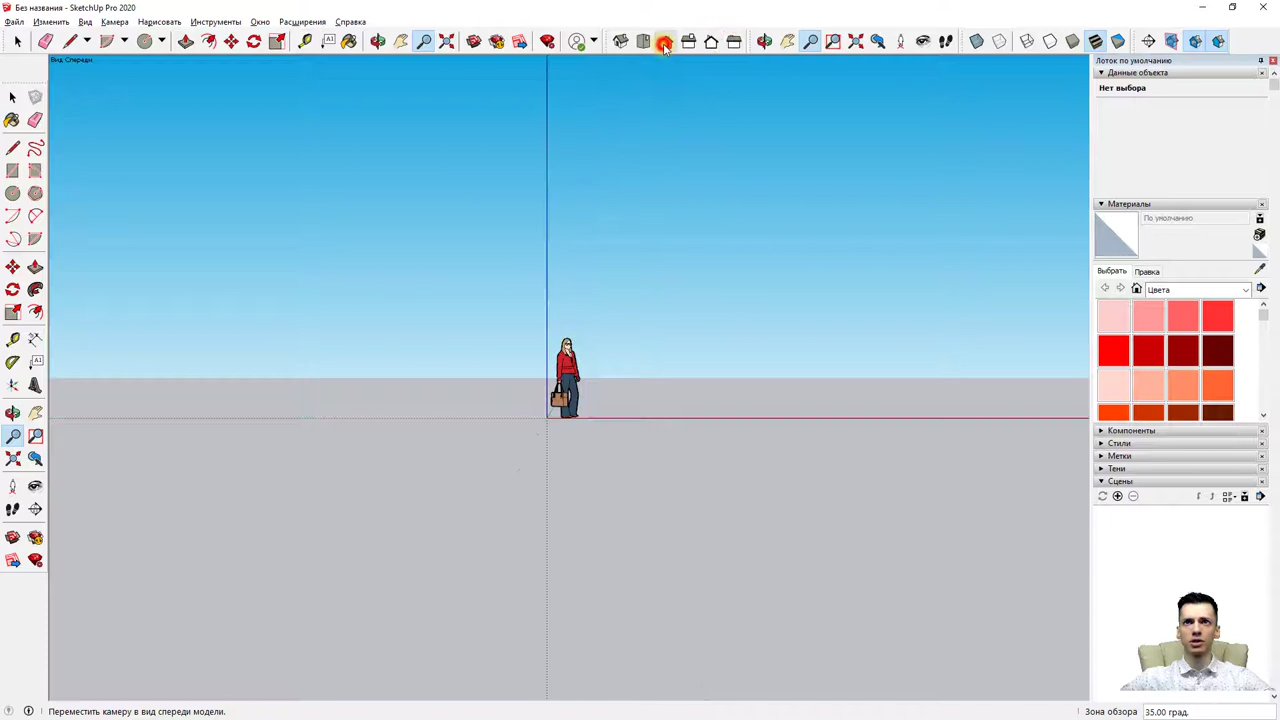 Без названия - SketchUp Pro 2020
Файл Изменить Вид Камера Нарисовать Инструменты Окно Расширения Справка
Вид Спереди
Лоток по умолчанию
Данные объекта
Нет выбора
Материалы
По умолчанию
Выбрать Правка
Цвета
Компоненты
Стили
Метки
Тени
Сцены
Переместить камеру в вид спереди модели.
Зона обзора 35.00 град.